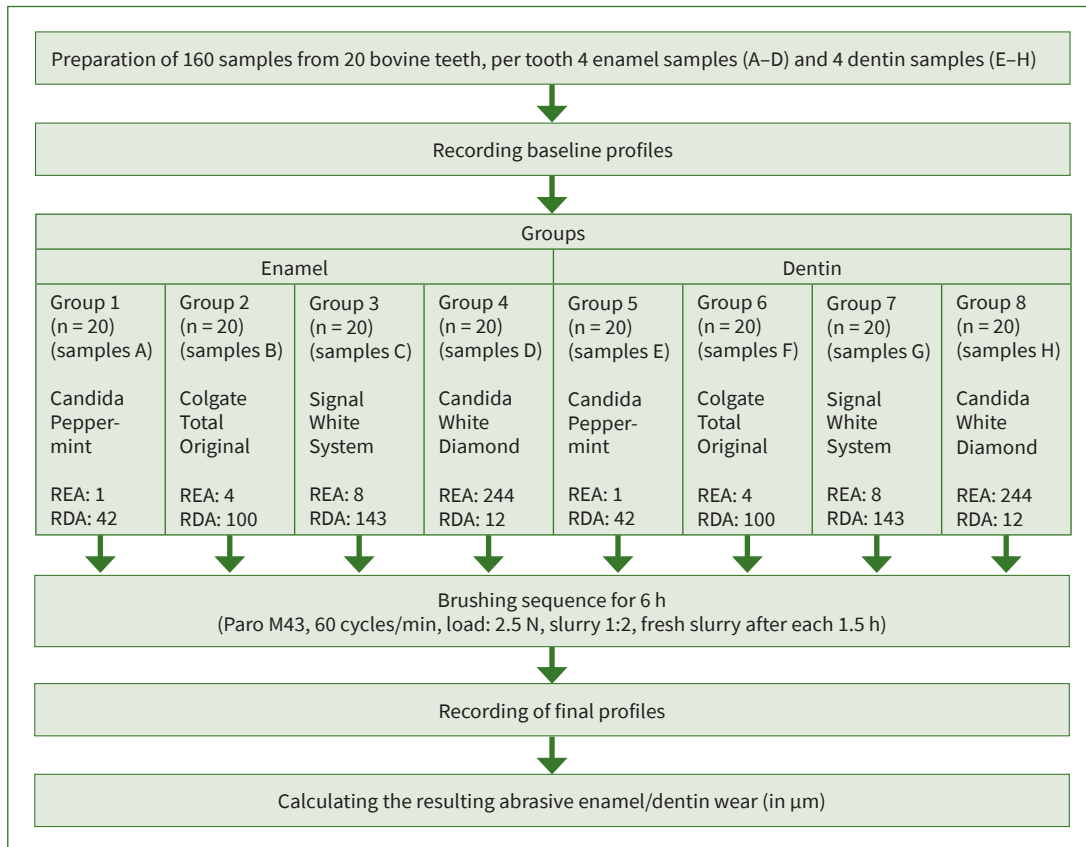 Preparation of 160 samples from 20 bovine teeth, per tooth 4 enamel samples (A–D) and 4 dentin samples (E–H)
Recording baseline profiles
Groups
Enamel
Dentin
Group 1
(n = 20)
(samples A)
Candida
Pepper-
mint
REA: 1
RDA: 42
Group 2
(n = 20)
(samples B)
Colgate
Total
Original
REA: 4
RDA: 100
Group 3
(n = 20)
(samples C)
Signal
White
System
REA: 8
RDA: 143
Group 4
(n = 20)
(samples D)
Candida
White
Diamond
REA: 244
RDA: 12
Group 5
(n = 20)
(samples E)
Candida
Pepper-
mint
REA: 1
RDA: 42
Group 6
(n = 20)
(samples F)
Colgate
Total
Original
REA: 4
RDA: 100
Group 7
(n = 20)
(samples G)
Signal
White
System
REA: 8
RDA: 143
Group 8
(n = 20)
(samples H)
Candida
White
Diamond
REA: 244
RDA: 12
Brushing sequence for 6 h
(Paro M43, 60 cycles/min, load: 2.5 N, slurry 1:2, fresh slurry after each 1.5 h)
Recording of final profiles
Calculating the resulting abrasive enamel/dentin wear (in µm)